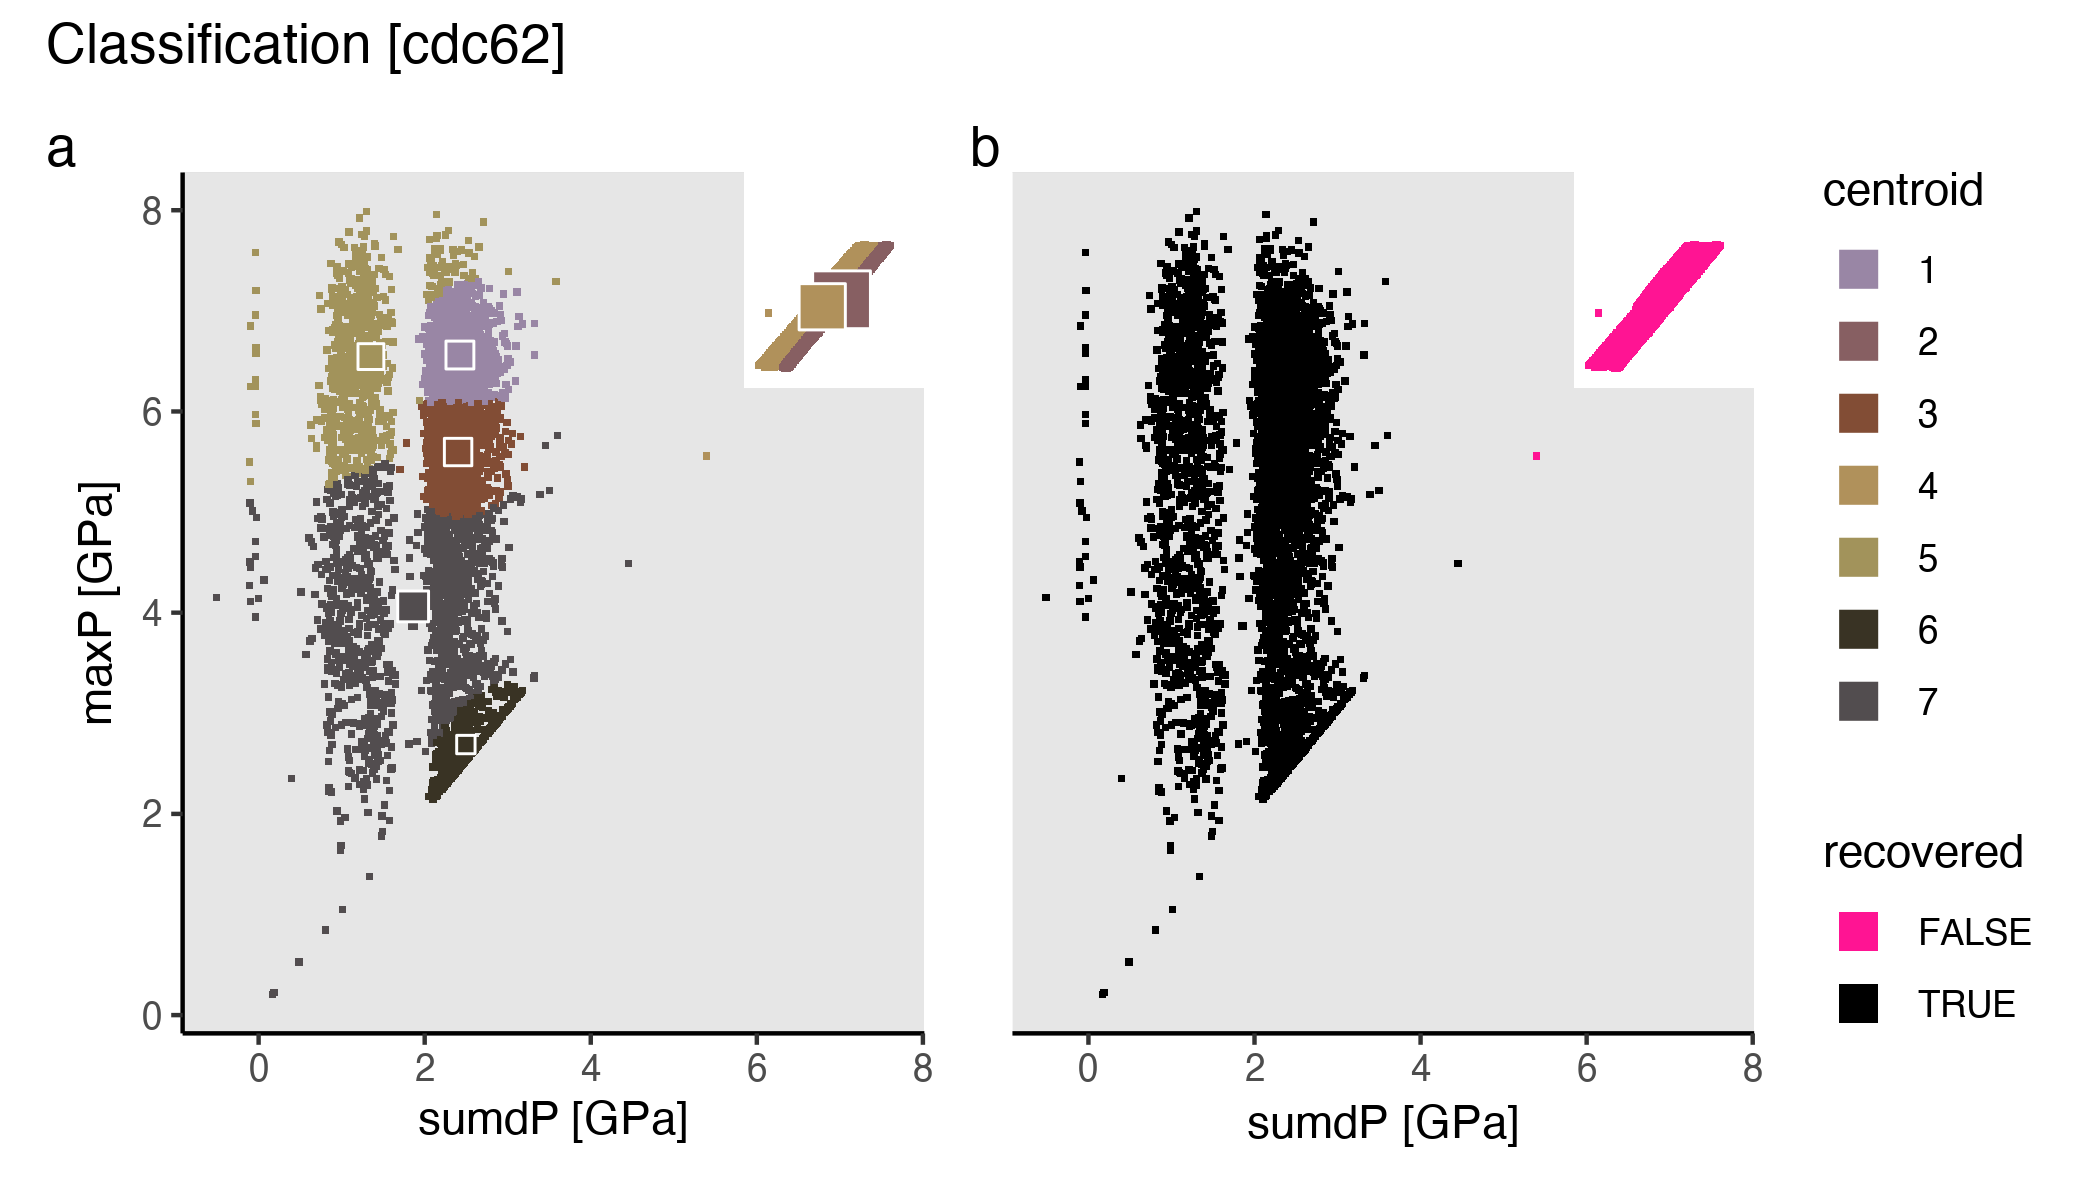 Classification [cdc62]
a
b
8
6
4
2
0
maxP [GPa]
0 2 4 6 8
sumdP [GPa]
0 2 4 6 8
sumdP [GPa]
centroid
1
2
3
4
5
6
7
recovered
FALSE
TRUE